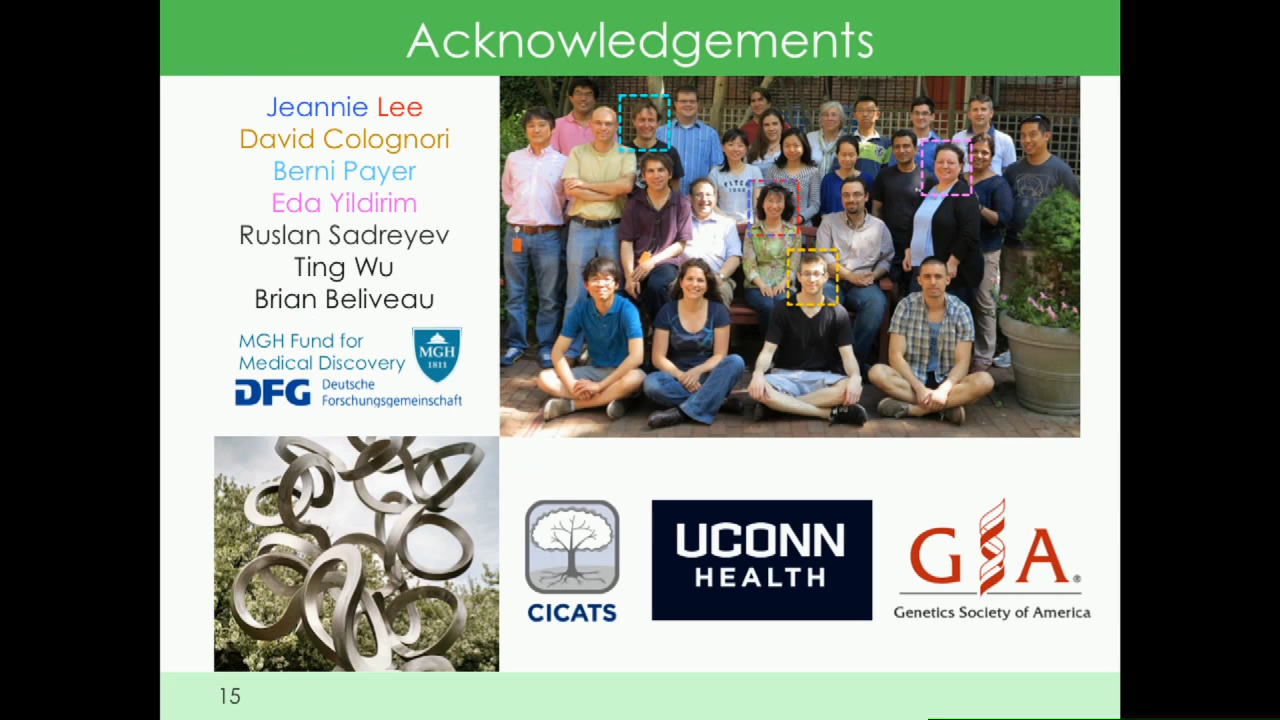 Acknowledgements
Jeannie Lee
David Colognori
Berni Payer
Eda Yildirim
Ruslan Sadreyev
Ting Wu
Brian Beliveau
MGH Fund for
Medical Discovery
MGH
1811
DFG
Deutsche
Forschungsgemeinschaft
CICATS
UCONN
HEALTH
G A ®
Genetics Society of America
15